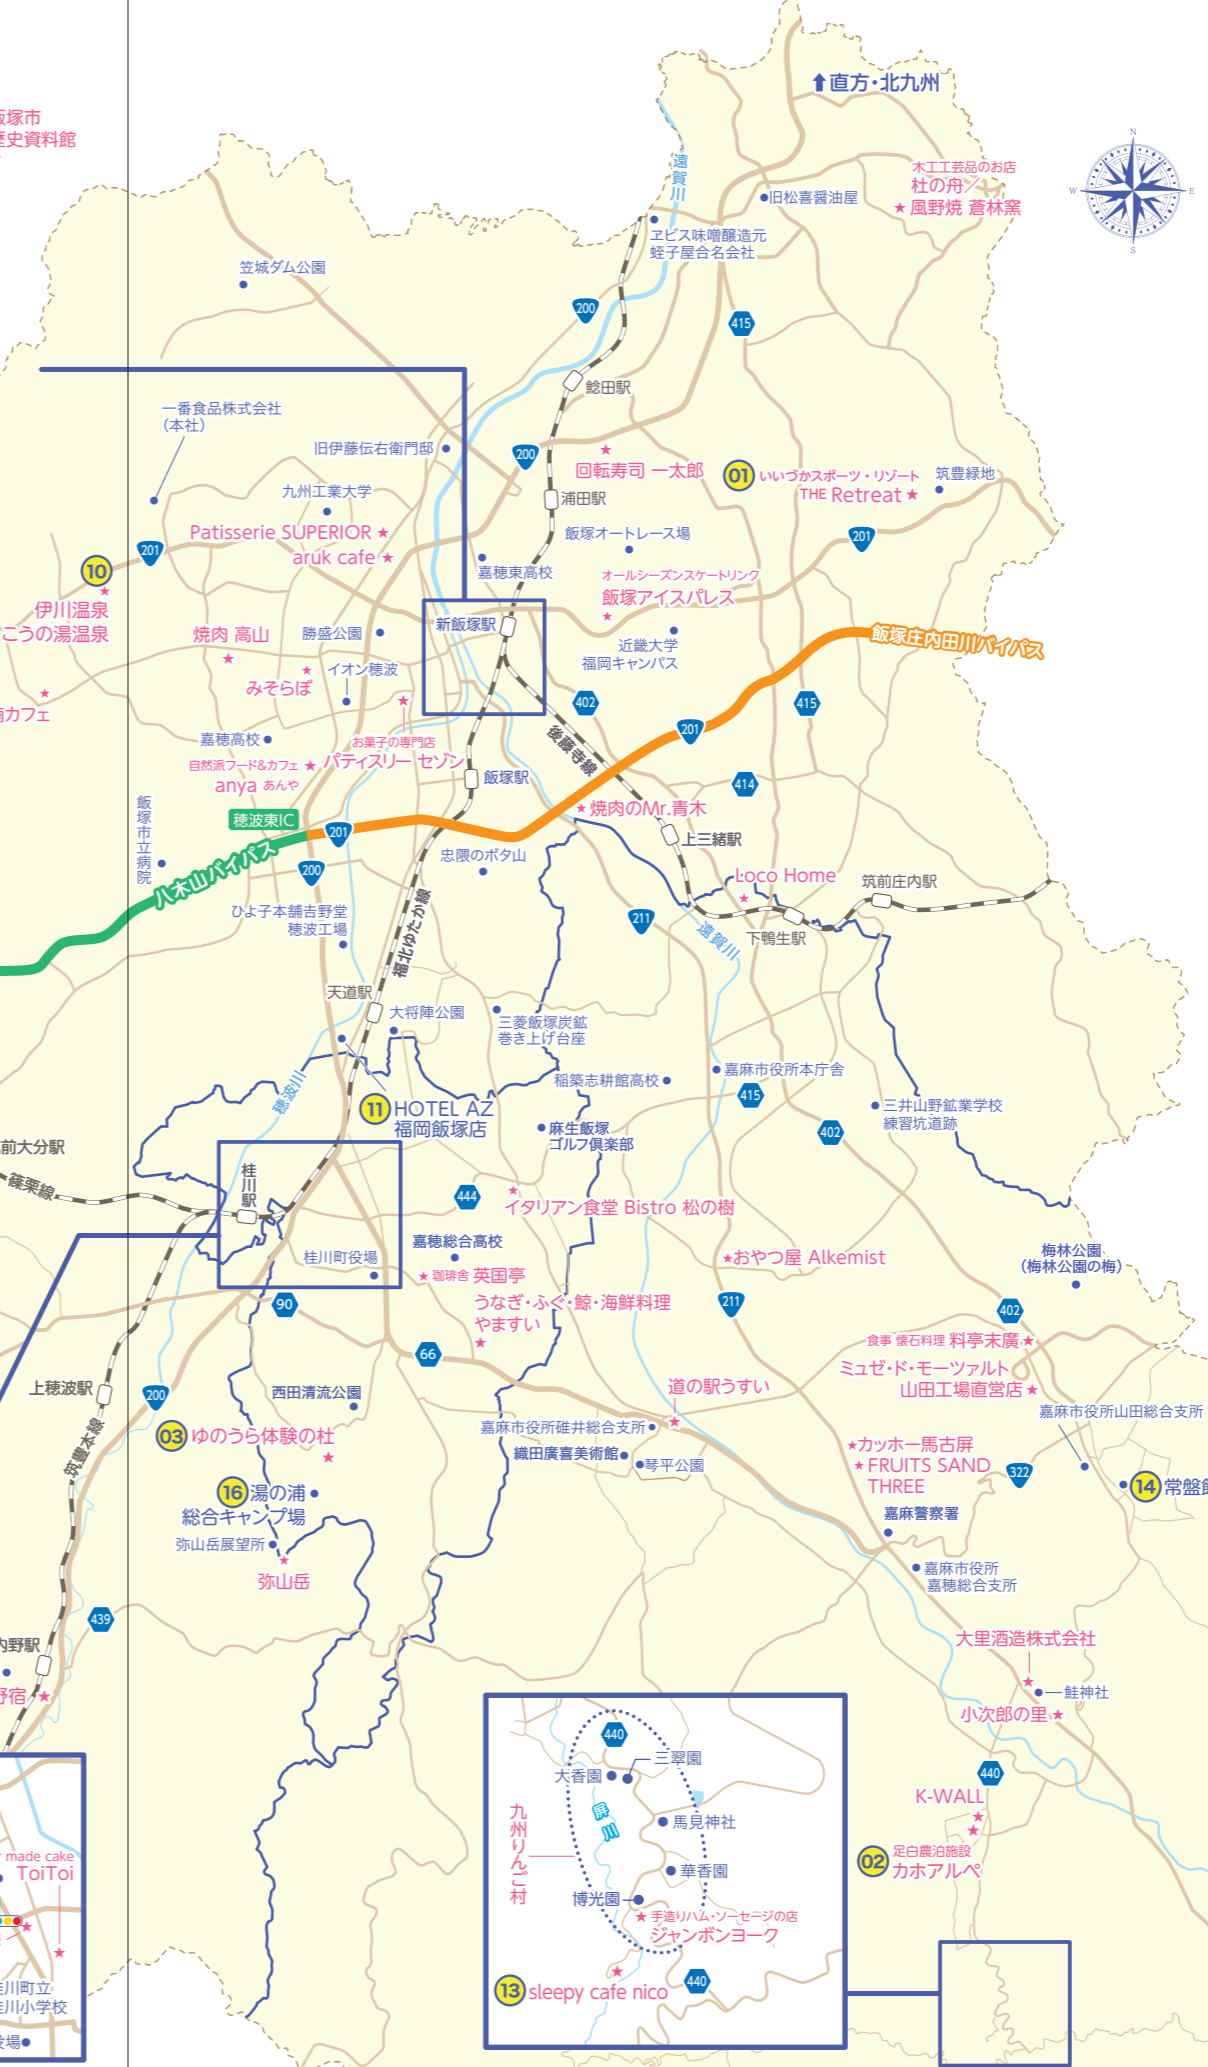 飯塚市
歴史資料館
↑直方・北九州
N
W
E
S
遠賀川
旧松喜醤油屋
木工工芸品のお店
杜の舟／
風野焼 蒼林窯
ヱビス味噌醸造元
蛭子屋合名会社
笠城ダム公園
200
415
鯰田駅
一番食品株式会社
（本社）
旧伊藤伝右衛門邸
200
回転寿司 一太郎
01 いいづかスポーツ・リゾート
THE Retreat
筑豊緑地
九州工業大学
浦田駅
Patisserie SUPERIOR
aruk cafe
飯塚オートレース場
201
201
嘉穂東高校
オールシーズンスケートリンク
飯塚アイスパレス
10
伊川温泉
こうの湯温泉
焼肉 高山
勝盛公園
新飯塚駅
近畿大学
福岡キャンパス
飯塚庄内田川バイパス
みそらぼ
イオン穂波
カフェ
402
415
201
嘉穂高校
お菓子の専門店
パティスリー セゾン
後藤寺線
自然派フード&カフェ
anya あんや
飯塚駅
414
飯塚市立病院
穂波東IC
201
焼肉のMr.青木
上三緒駅
八木山バイパス
200
忠隈のボタ山
Loco Home
筑前庄内駅
ひよ子本舗吉野堂
穂波工場
福北ゆたか線
211
遠賀川
下鴨生駅
天道駅
大将陣公園
三菱飯塚炭鉱
巻き上げ台座
稲築志耕館高校
嘉麻市役所本庁舎
穂波川
11 HOTEL AZ
福岡飯塚店
415
402
三井山野鉱業学校
練習坑道跡
麻生飯塚
ゴルフ倶楽部
前大分駅
篠栗線
桂川駅
444
イタリアン食堂 Bistro 松の樹
桂川町役場
嘉穂総合高校
珈琲舎 英国亭
おやつ屋 Alkemist
梅林公園
（梅林公園の梅）
90
うなぎ・ふぐ・鯨・海鮮料理
やますい
211
402
66
食事 懐石料理 料亭末廣
ミュゼ・ド・モーツァルト
山田工場直営店
上穂波駅
200
西田清流公園
道の駅うすい
嘉麻市役所山田総合支所
03 ゆのうら体験の杜
嘉麻市役所碓井総合支所
織田廣喜美術館
琴平公園
カッホー馬古屏
FRUITS SAND
THREE
322
筑豊本線
16 湯の浦
総合キャンプ場
14 常盤館
弥山岳展望所
嘉麻警察署
弥山岳
嘉麻市役所
嘉穂総合支所
439
内野駅
大里酒造株式会社
野宿
鮭神社
小次郎の里
440
三翠園
大香園
440
屏川
K-WALL
馬見神社
九州りんご村
02 足白農泊施設
カホアルペ
made cake
ToiToi
華香園
博光園
手造りハム・ソーセージの店
ジャンボンヨーク
13 sleepy cafe nico
440
桂川町立
桂川小学校
役場